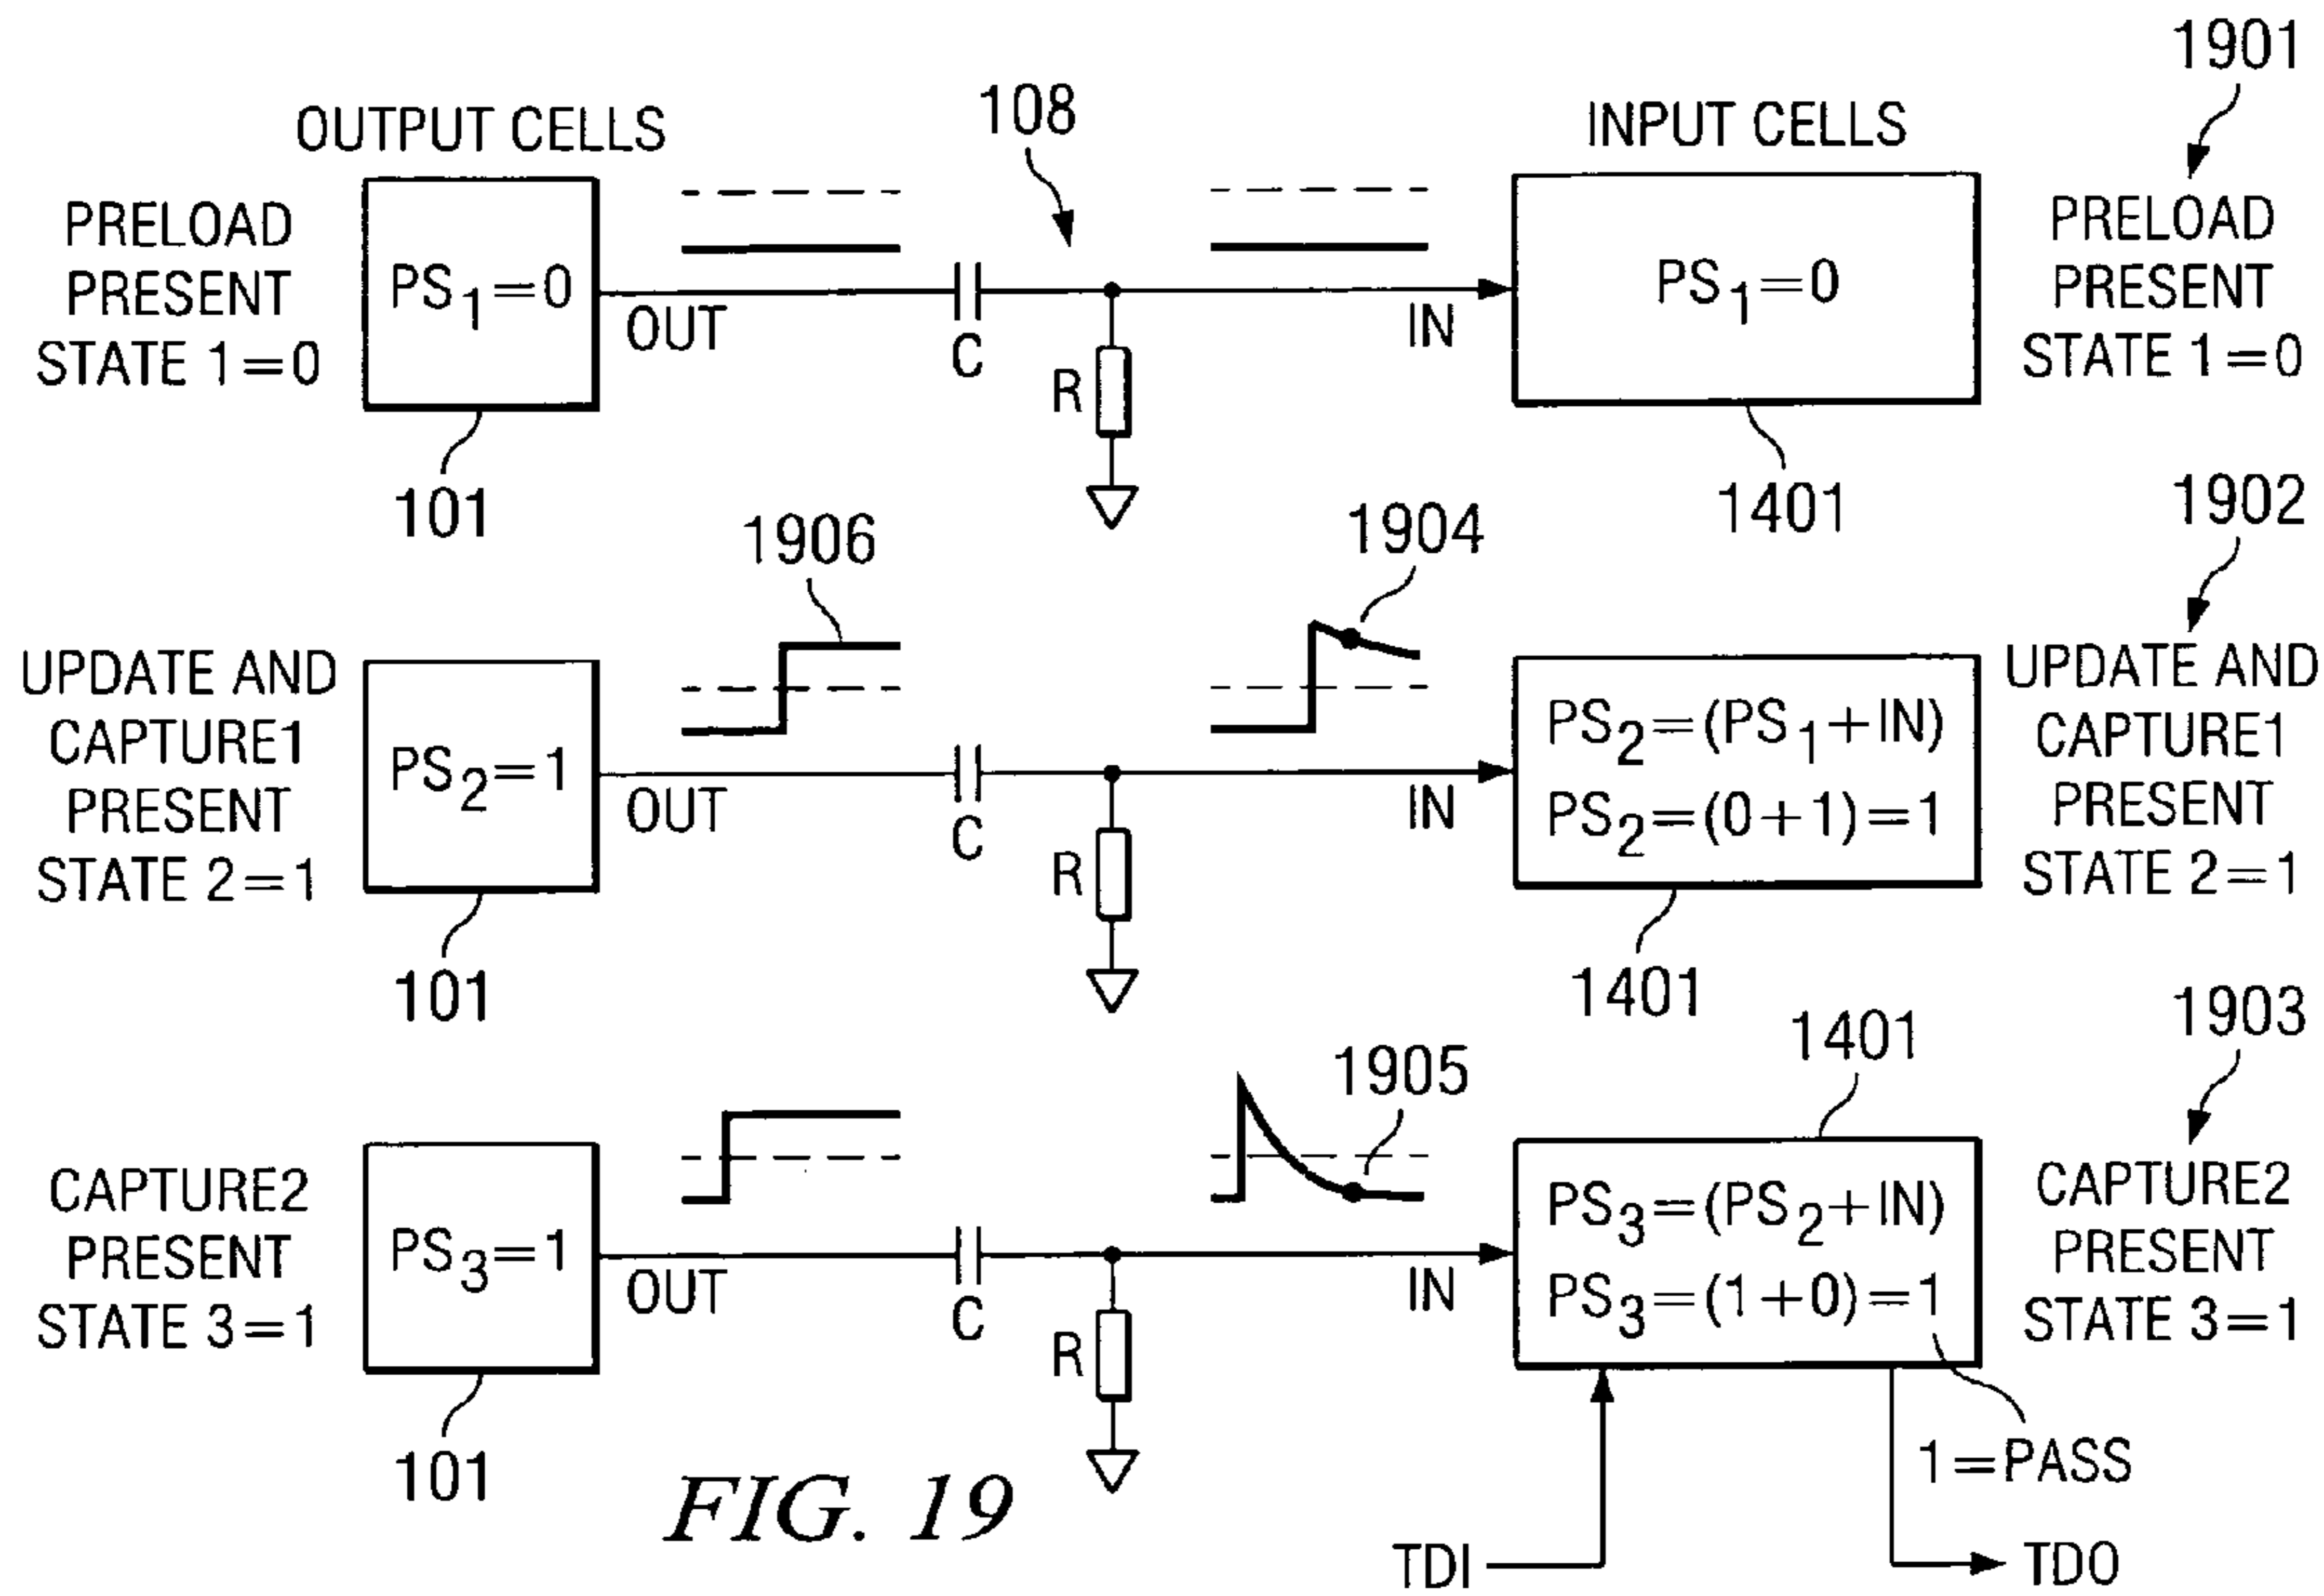 1901
108
OUTPUT CELLS
INPUT CELLS
PRELOAD
PRESENT
STATE 1=0
PS1=0
OUT
C
R
IN
PS1=0
PRELOAD
PRESENT
STATE 1=0
101
1401
1902
1906
1904
UPDATE AND
CAPTURE1
PRESENT
STATE 2=1
PS2=1
OUT
C
R
IN
PS2=(PS1+IN)
PS2=(0+1)=1
UPDATE AND
CAPTURE1
PRESENT
STATE 2=1
101
1401
1903
1401
1905
CAPTURE2
PRESENT
STATE 3=1
PS3=1
OUT
C
R
IN
PS3=(PS2+IN)
PS3=(1+0)=1
CAPTURE2
PRESENT
STATE 3=1
101
1=PASS
FIG. 19
TDI
TDO